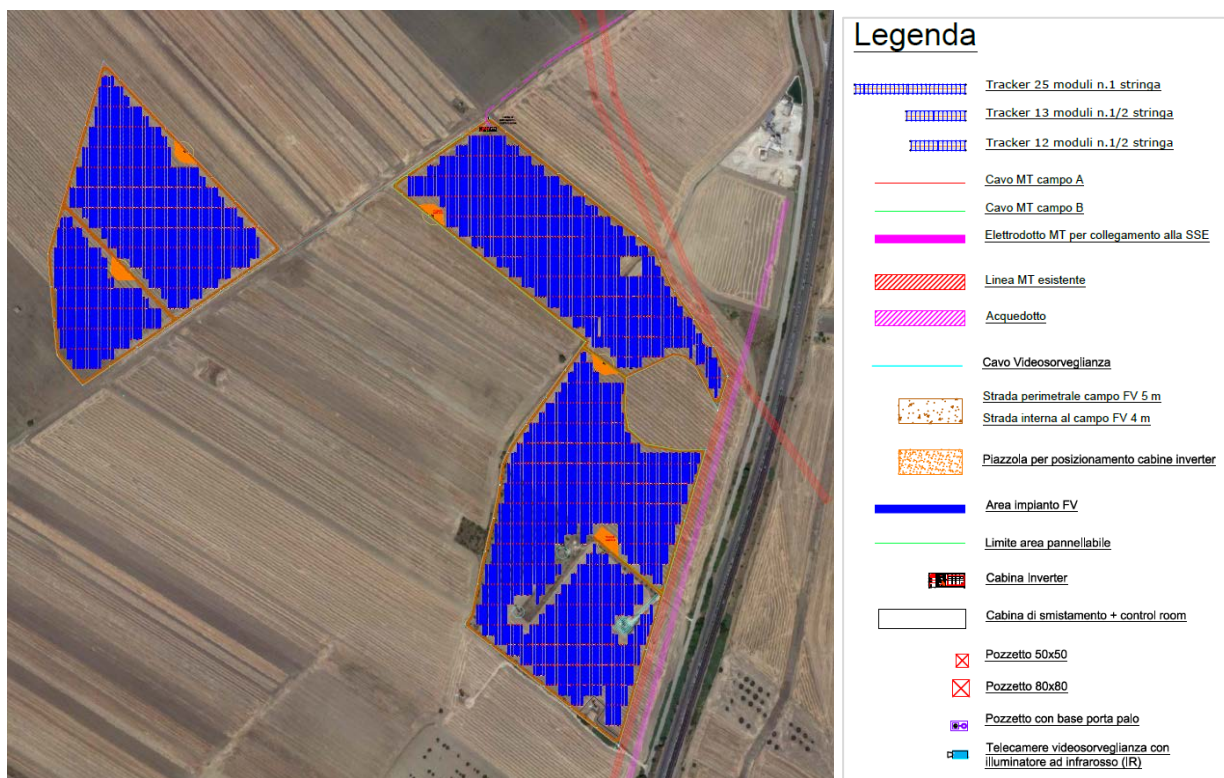 Legenda
Tracker 25 moduli n.1 stringa
Tracker 13 moduli n.1/2 stringa
Tracker 12 moduli n.1/2 stringa
Cavo MT campo A
Cavo MT campo B
Elettrodotto MT per collegamento alla SSE
Linea MT esistente
Acquedotto
Cavo Videosorveglianza
Strada perimetrale campo FV 5 m
Strada interna al campo FV 4 m
Piazzola per posizionamento cabine inverter
Area impianto FV
Limite area pannellabile
Cabina Inverter
Cabina di smistamento + control room
Pozzetto 50x50
Pozzetto 80x80
Pozzetto con base porta palo
Telecamere videosorveglianza con
illuminatore ad infrarosso (IR)